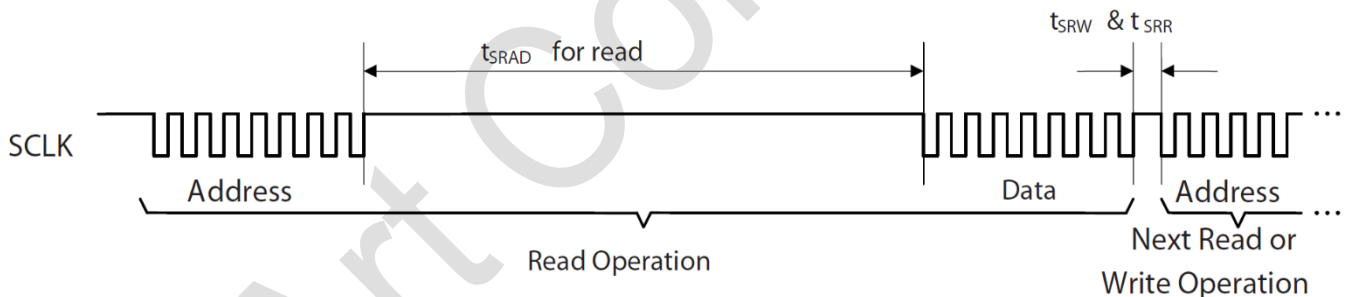 tSRW & tSRR
tSRAD for read
SCLK
...
Address
Data
Address
...
Read Operation
Next Read or
Write Operation